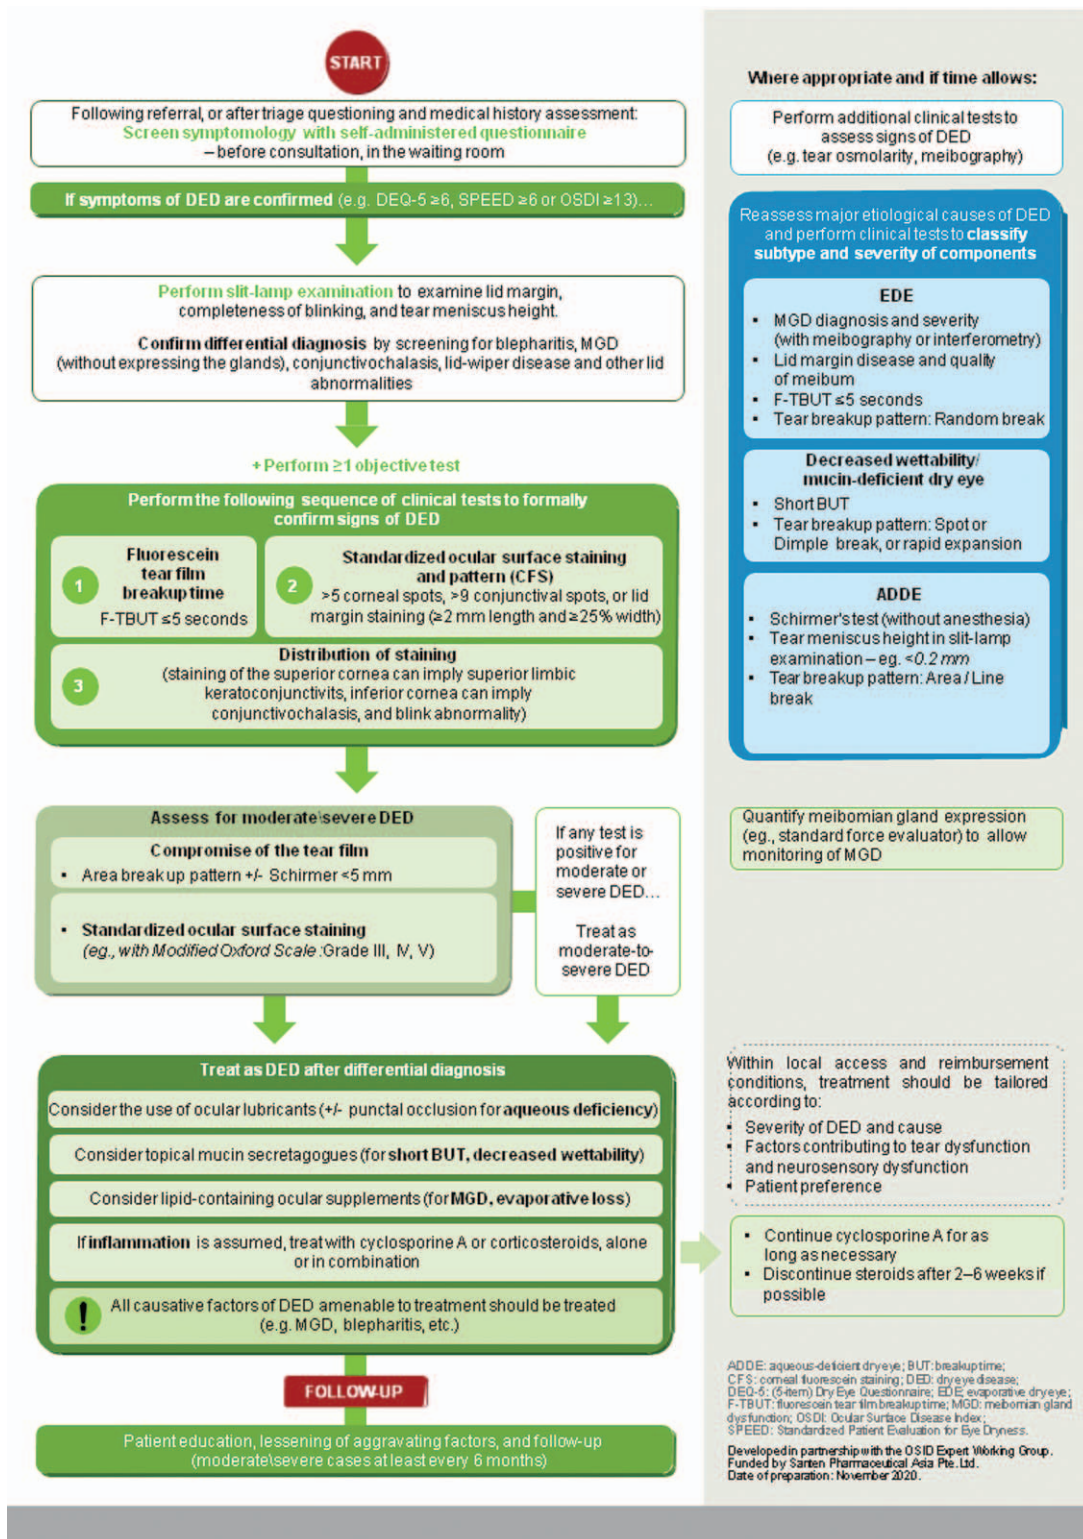 START
Following referral, or after triage questioning and medical history assessment:
Screen symptomology with self-administered questionnaire
– before consultation, in the waiting room
If symptoms of DED are confirmed (e.g. DEQ-5 ≥6, SPEED ≥6 or OSDI ≥13)…
Perform slit-lamp examination to examine lid margin,
completeness of blinking, and tear meniscus height.
Confirm differential diagnosis by screening for blepharitis, MGD
(without expressing the glands), conjunctivochalasis, lid-wiper disease and other lid
abnormalities
+ Perform ≥1 objective test
Perform the following sequence of clinical tests to formally
confirm signs of DED
1
Fluorescein
tear film
breakup time
F-TBUT ≤5 seconds
2
Standardized ocular surface staining
and pattern (CFS)
>5 corneal spots, >9 conjunctival spots, or lid
margin staining (≥2 mm length and ≥25% width)
3
Distribution of staining
(staining of the superior cornea can imply superior limbic
keratoconjunctivits, inferior cornea can imply
conjunctivochalasis, and blink abnormality)
Assess for moderate\severe DED
Compromise of the tear film
• Area break up pattern +/- Schirmer <5 mm
• Standardized ocular surface staining
(eg., with Modified Oxford Scale :Grade III, IV, V)
If any test is
positive for
moderate or
severe DED…
Treat as
moderate-to-
severe DED
Treat as DED after differential diagnosis
Consider the use of ocular lubricants (+/- punctal occlusion for aqueous deficiency)
Consider topical mucin secretagogues (for short BUT, decreased wettability)
Consider lipid-containing ocular supplements (for MGD, evaporative loss)
If inflammation is assumed, treat with cyclosporine A or corticosteroids, alone
or in combination
! All causative factors of DED amenable to treatment should be treated
(e.g. MGD, blepharitis, etc.)
FOLLOW-UP
Patient education, lessening of aggravating factors, and follow-up
(moderate\severe cases at least every 6 months)
Where appropriate and if time allows:
Perform additional clinical tests to
assess signs of DED
(e.g. tear osmolarity, meibography)
Reassess major etiological causes of DED
and perform clinical tests to classify
subtype and severity of components
EDE
• MGD diagnosis and severity
(with meibography or interferometry)
• Lid margin disease and quality
of meibum
• F-TBUT ≤5 seconds
• Tear breakup pattern: Random break
Decreased wettability/
mucin-deficient dry eye
• Short BUT
• Tear breakup pattern: Spot or
Dimple break, or rapid expansion
ADDE
• Schirmer's test (without anesthesia)
• Tear meniscus height in slit-lamp
examination – eg. <0.2 mm
• Tear breakup pattern: Area / Line
break
Quantify meibomian gland expression
(eg., standard force evaluator) to allow
monitoring of MGD
Within local access and reimbursement
conditions, treatment should be tailored
according to:
• Severity of DED and cause
• Factors contributing to tear dysfunction
and neurosensory dysfunction
• Patient preference
• Continue cyclosporine A for as
long as necessary
• Discontinue steroids after 2–6 weeks if
possible
ADDE: aqueous-deficient dry eye; BUT: breakup time;
CFS: corneal fluorescein staining; DED: dry eye disease;
DEQ-5: (5-item) Dry Eye Questionnaire; EDE; evaporative dry eye;
F-TBUT: fluorescein tear film breakup time; MGD: meibomian gland
dysfunction; OSDI: Ocular Surface Disease Index;
SPEED: Standardized Patient Evaluation for Eye Dryness.
Developed in partnership with the OSID Expert Working Group.
Funded by Santen Pharmaceutical Asia Pte. Ltd.
Date of preparation: November 2020.